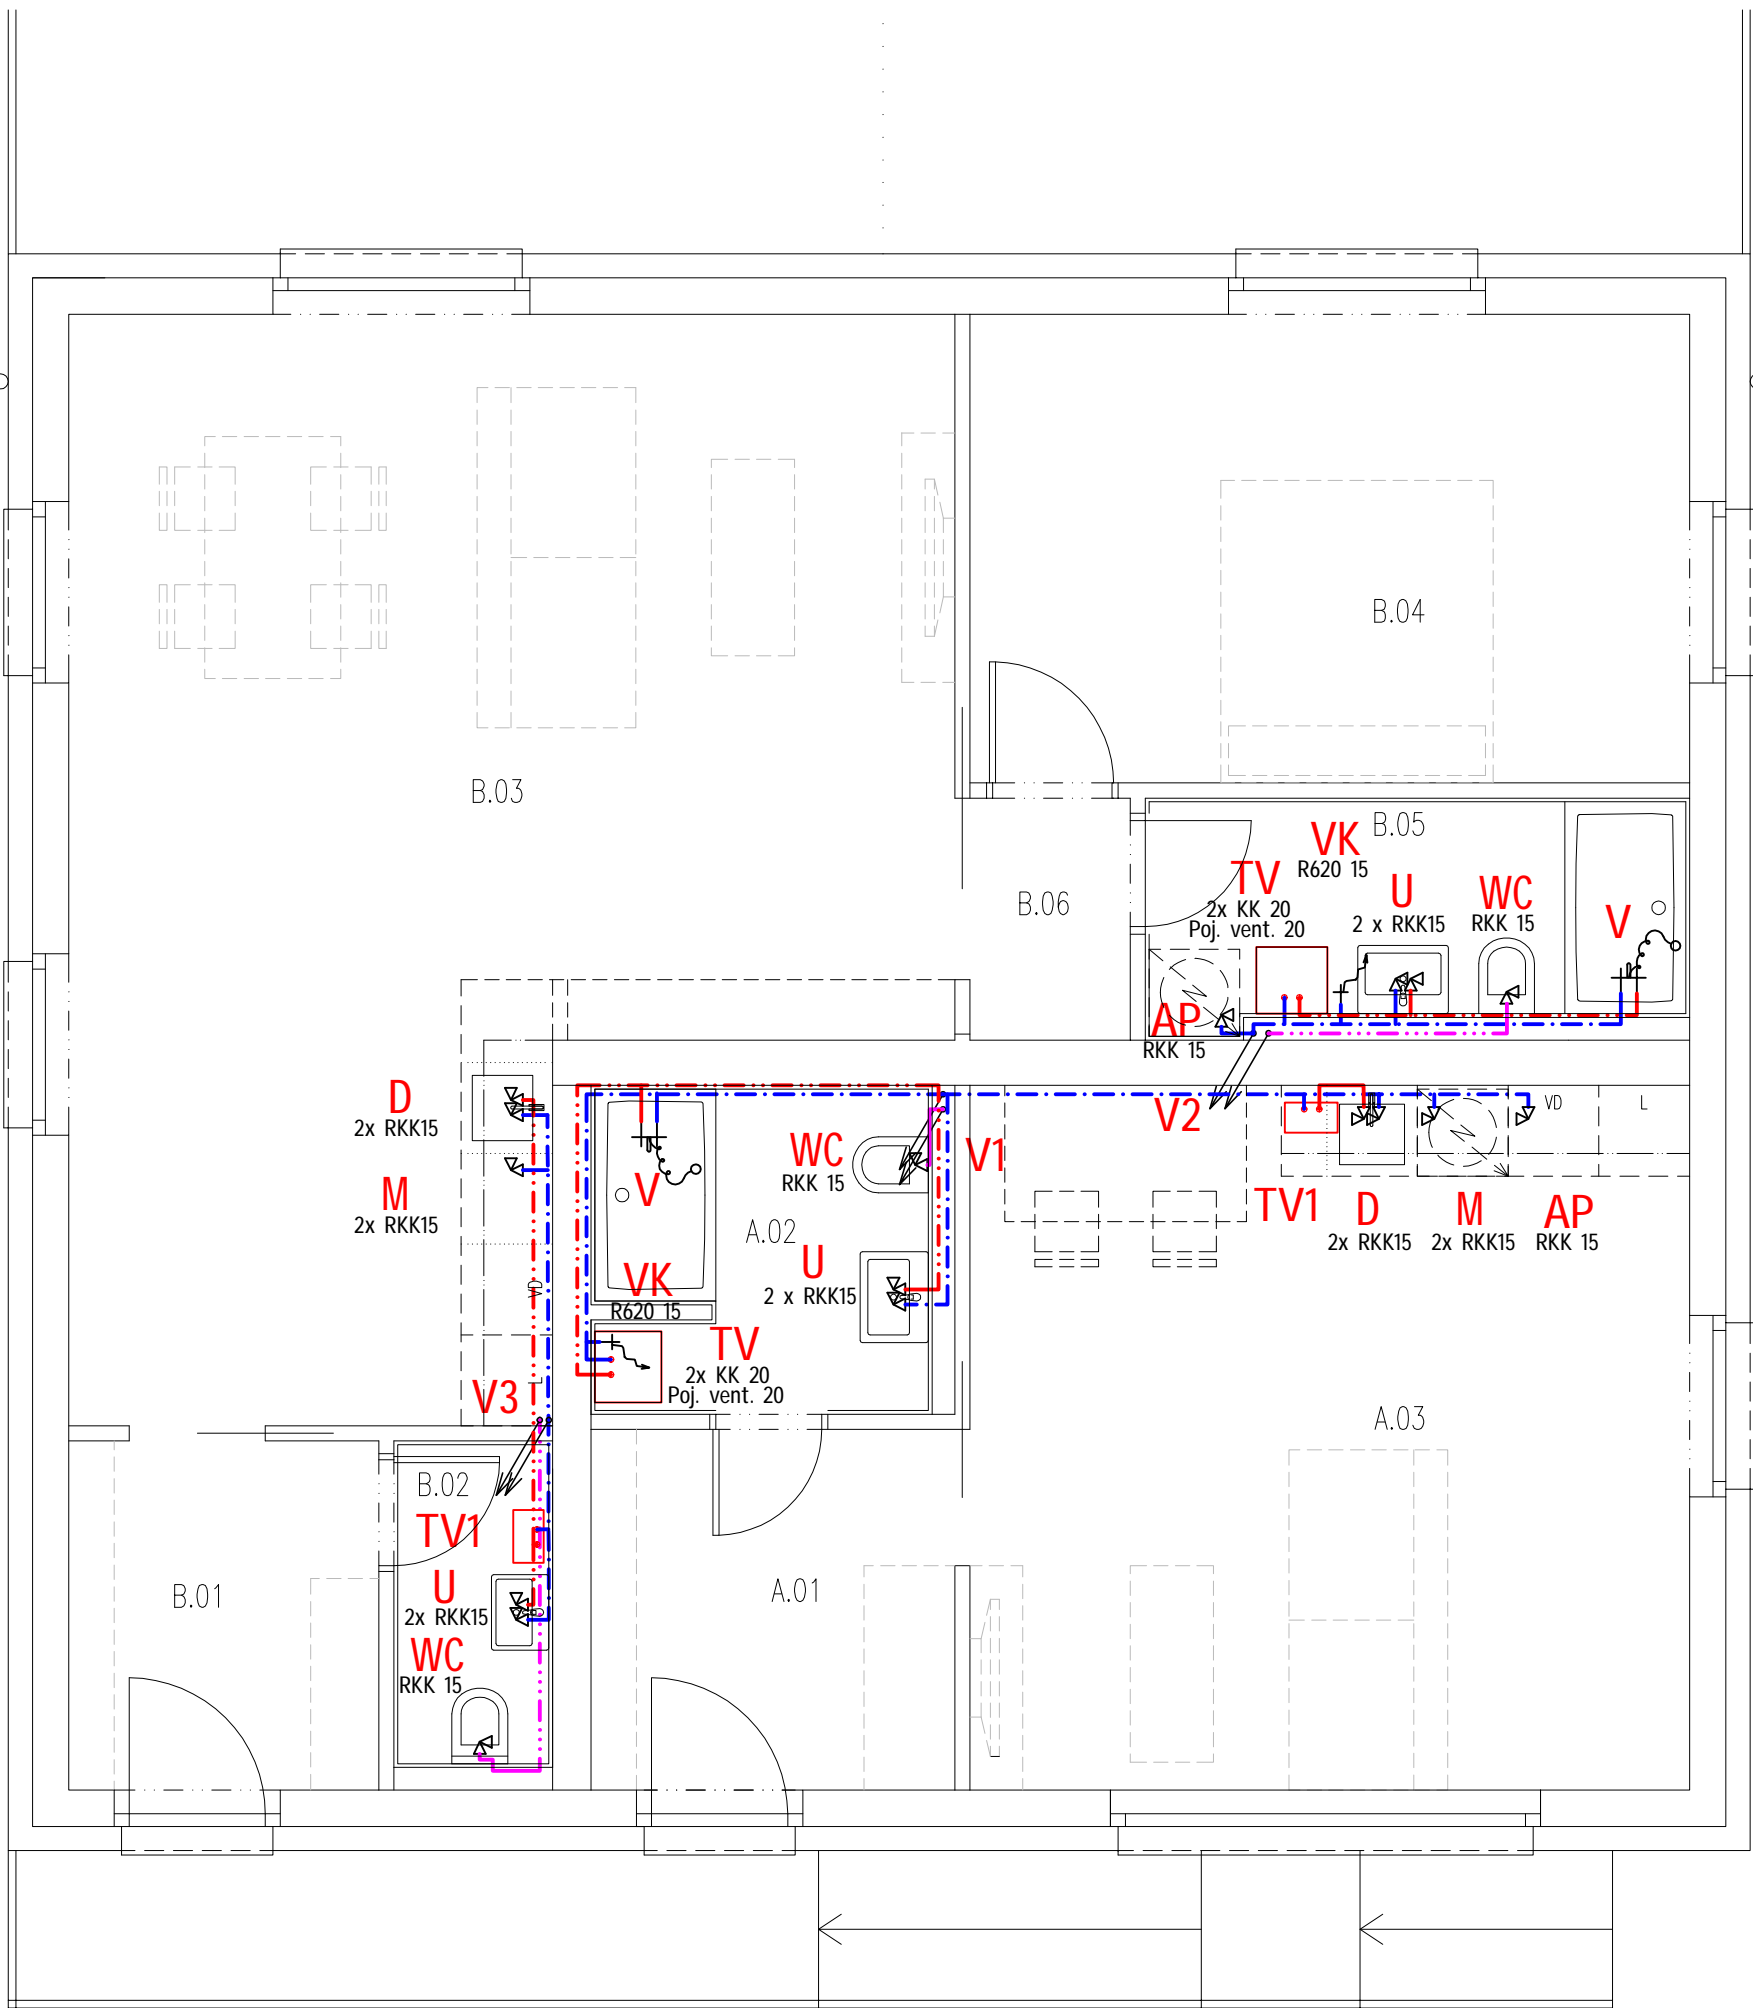 B.04
B.03
B.05
VK
R620 15
TV
2x KK 20
Poj. vent. 20
U
2 x RKK15
WC
RKK 15
V
B.06
AP
RKK 15
D
2x RKK15
M
2x RKK15
VD
L
V3
V
WC
RKK 15
V1
A.02
U
2 x RKK15
VK
R620 15
TV
2x KK 20
Poj. vent. 20
V2
VD
L
TV1
D
2x RKK15
M
2x RKK15
AP
RKK 15
A.03
B.02
TV1
U
2x RKK15
WC
RKK 15
B.01
A.01